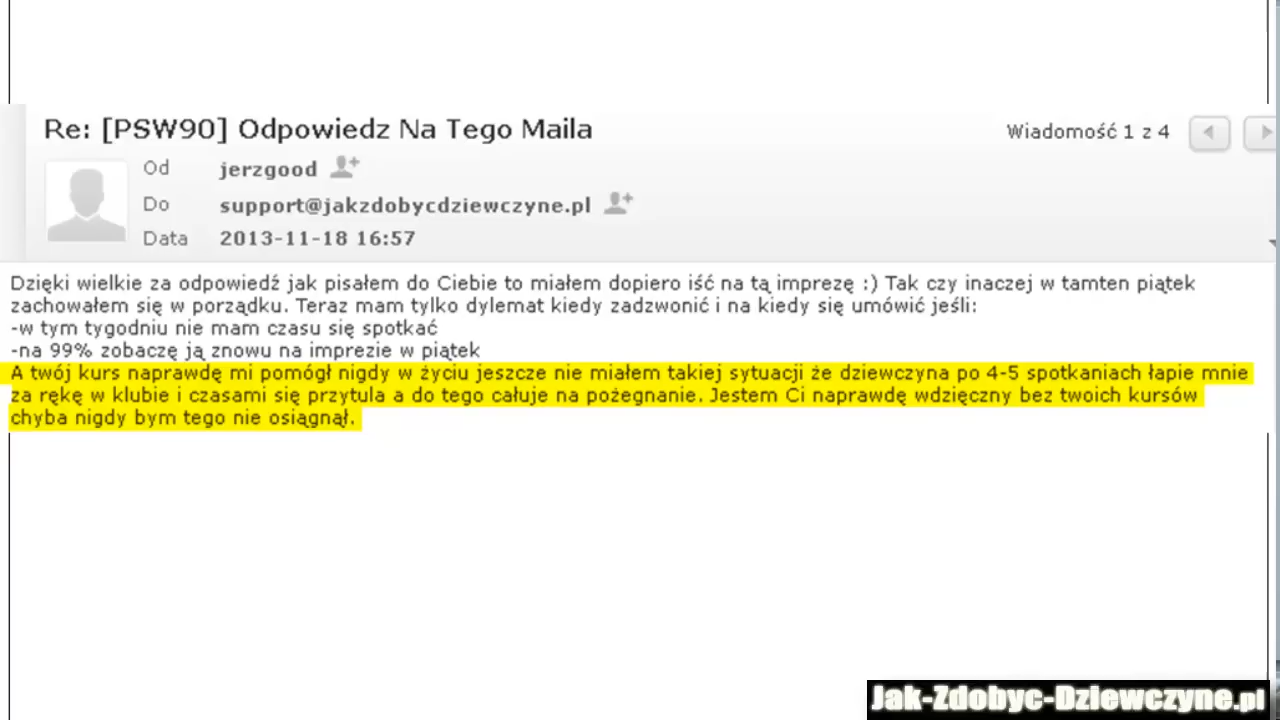 Re: [PSW90] Odpowiedz Na Tego Maila
Wiadomość 1 z 4
Od jerzgood
Do support@jakzdobycdziewczyne.pl
Data 2013-11-18 16:57
Dzięki wielkie za odpowiedź jak pisałem do Ciebie to miałem dopiero iść na tą imprezę :) Tak czy inaczej w tamten piątek
zachowałem się w porządku. Teraz mam tylko dylemat kiedy zadzwonić i na kiedy się umówić jeśli:
-w tym tygodniu nie mam czasu się spotkać
-na 99% zobaczę ją znowu na imprezie w piątek
A twój kurs naprawdę mi pomógł nigdy w życiu jeszcze nie miałem takiej sytuacji że dziewczyna po 4-5 spotkaniach łapie mnie
za rękę w klubie i czasami się przytula a do tego całuje na pożegnanie. Jestem Ci naprawdę wdzięczny bez twoich kursów
chyba nigdy bym tego nie osiągnął.
Jak-Zdobyc-Dziewczyne.pl